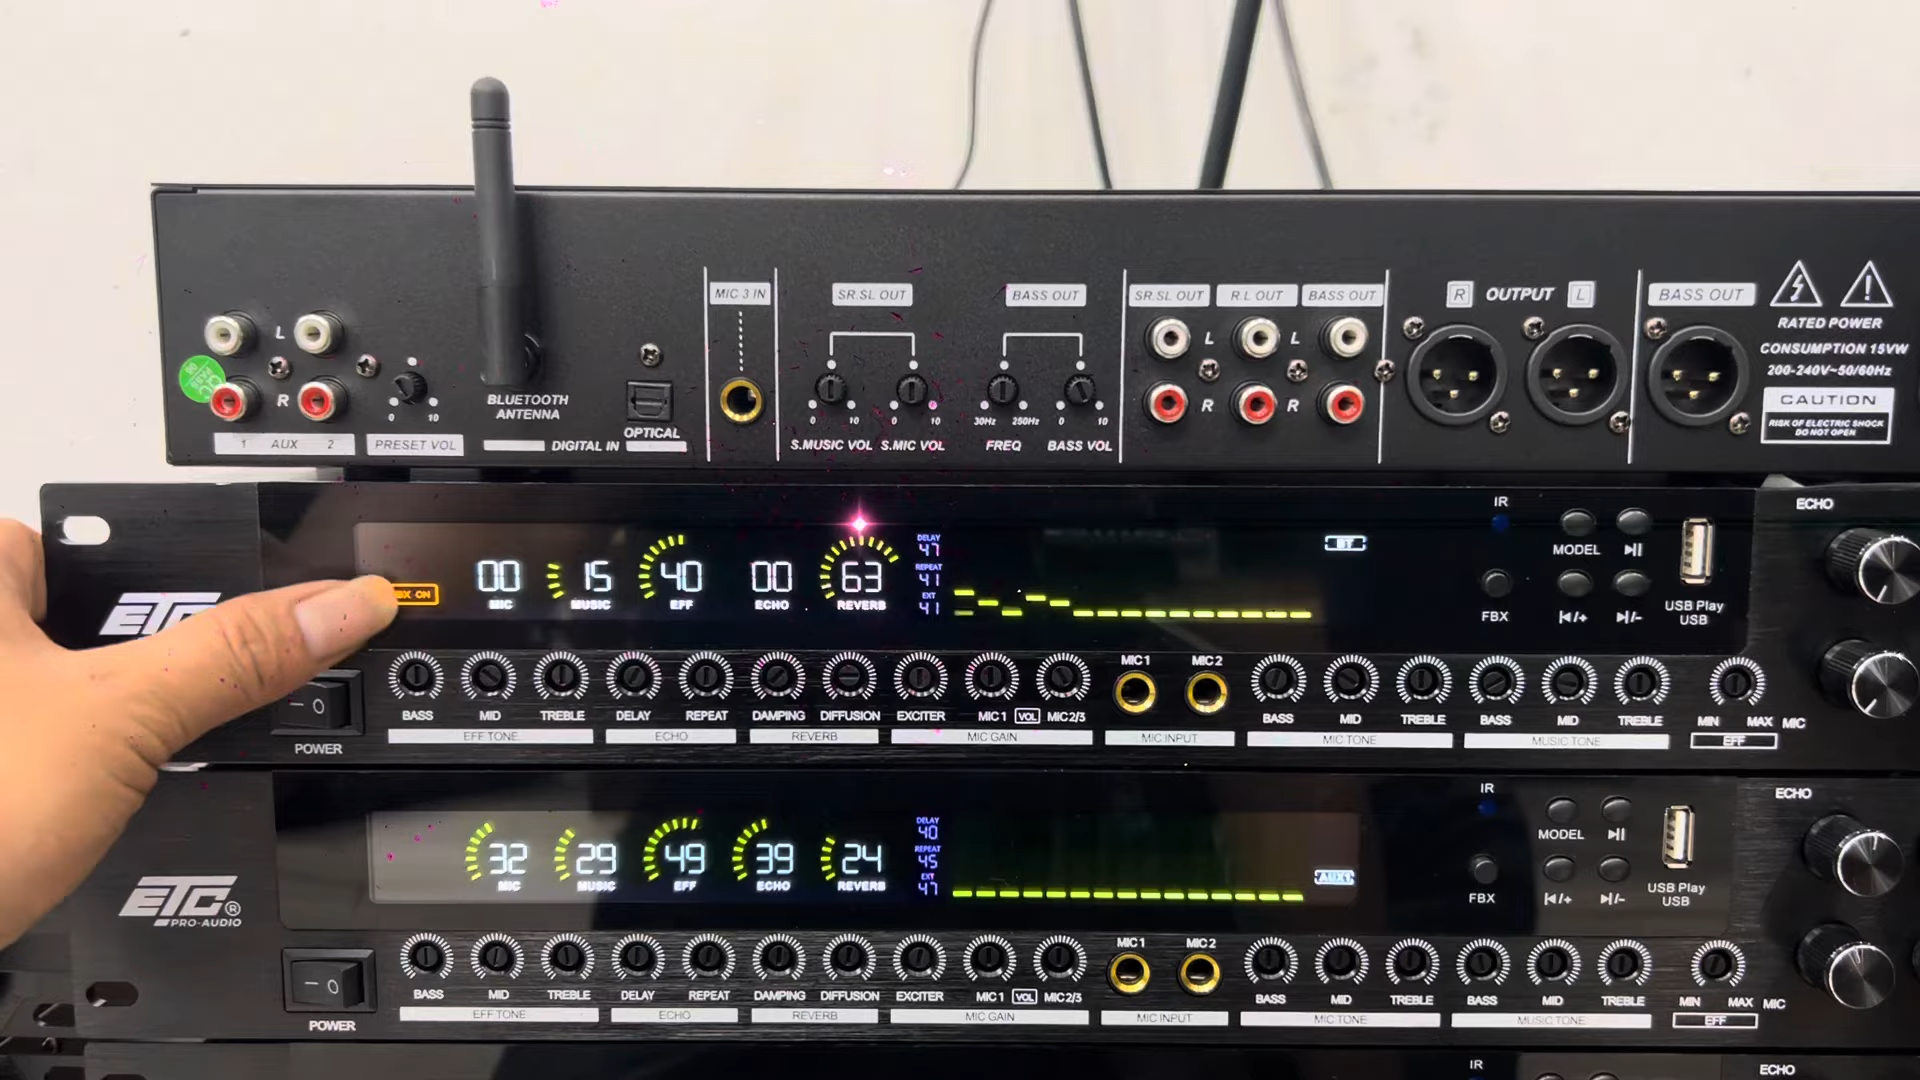 MIC 3 IN
SR.SL OUT
BASS OUT
SR.SL OUT
R.L OUT
BASS OUT
R OUTPUT L
BASS OUT
RATED POWER
CONSUMPTION 15VW
200-240V~50/60Hz
CAUTION
RISK OF ELECTRIC SHOCK
DO NOT OPEN
L
R
L
R
L
R
QC
PASS
0 10
BLUETOOTH
ANTENNA
OPTICAL
1 AUX 2
PRESET VOL
DIGITAL IN
0 10
0 10
30Hz 250Hz
0 10
S.MUSIC VOL
S.MIC VOL
FREQ
BASS VOL
ECHO
IR
MODEL
FBX
USB Play
USB
BX ON
00
MIC
15
MUSIC
40
EFF
00
ECHO
63
REVERB
DELAY
47
REPEAT
41
EXT
41
BT
ETC
POWER
BASS
MID
TREBLE
EFF TONE
DELAY
REPEAT
ECHO
DAMPING
DIFFUSION
REVERB
EXCITER
MIC 1 VOL MIC2/3
MIC GAIN
MIC 1
MIC 2
MIC INPUT
BASS
MID
TREBLE
MIC TONE
BASS
MID
TREBLE
MUSIC TONE
MIN MAX MIC
EFF
ECHO
IR
MODEL
FBX
USB Play
USB
32
MIC
29
MUSIC
49
EFF
39
ECHO
24
REVERB
DELAY
40
REPEAT
45
EXT
47
AUX1
ETC®
PRO-AUDIO
POWER
BASS
MID
TREBLE
EFF TONE
DELAY
REPEAT
ECHO
DAMPING
DIFFUSION
REVERB
EXCITER
MIC 1 VOL MIC2/3
MIC GAIN
MIC 1
MIC 2
MIC INPUT
BASS
MID
TREBLE
MIC TONE
BASS
MID
TREBLE
MUSIC TONE
MIN MAX MIC
EFF
IR
ECHO